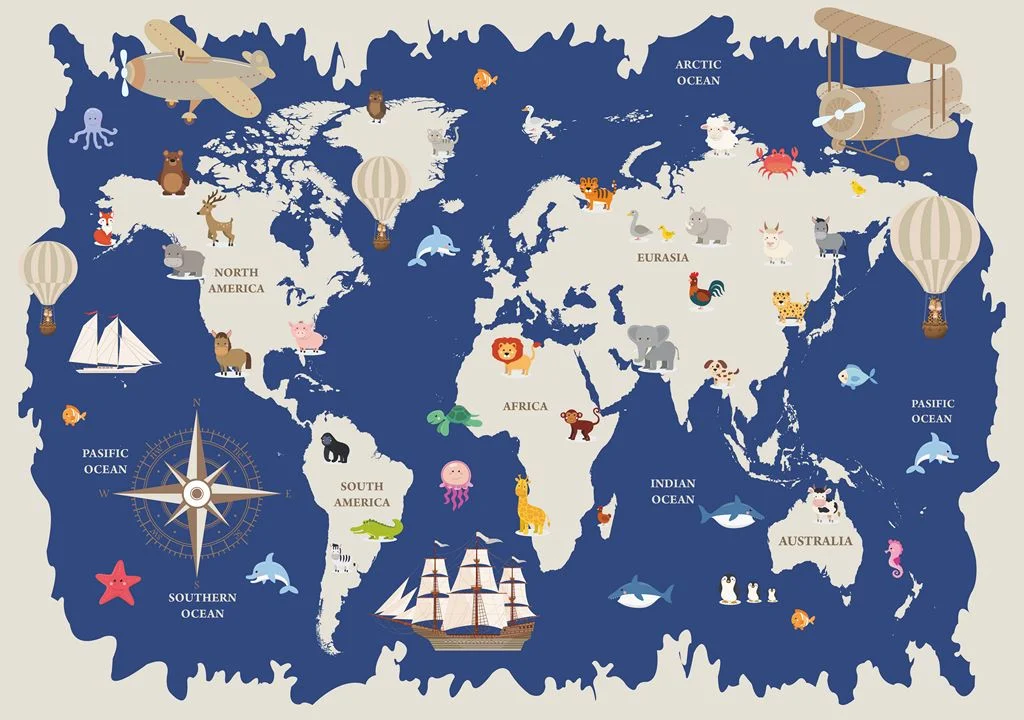 ARCTIC
OCEAN
NORTH
AMERICA
EURASIA
AFRICA
PASIFIC
OCEAN
N
W
E
S
PASIFIC
OCEAN
SOUTH
AMERICA
INDIAN
OCEAN
AUSTRALIA
SOUTHERN
OCEAN